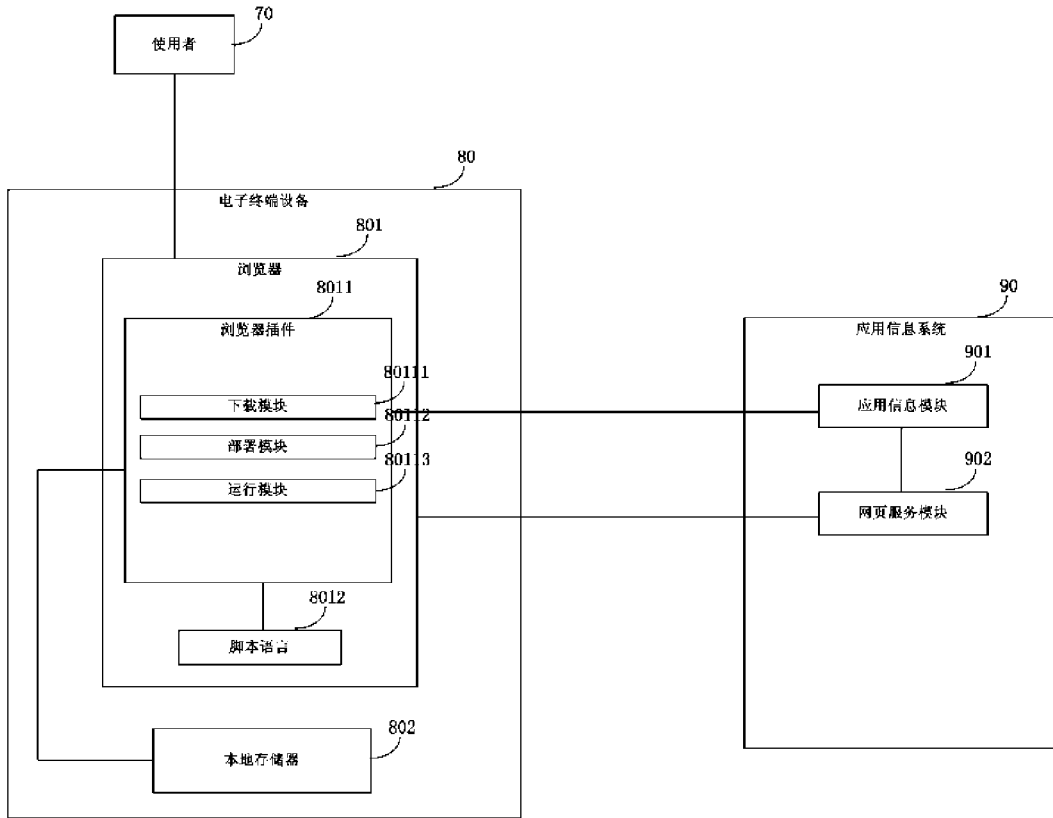 70
使用者
80
电子终端设备
801
浏览器
8011
浏览器插件
80111
下载模块
80112
部署模块
80113
运行模块
8012
脚本语言
802
本地存储器
90
应用信息系统
901
应用信息模块
902
网页服务模块